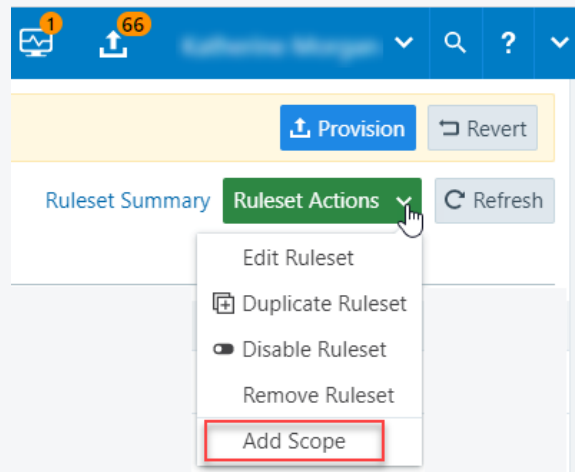 1
66
?
Provision
Revert
Ruleset Summary
Ruleset Actions
Refresh
Edit Ruleset
Duplicate Ruleset
Disable Ruleset
Remove Ruleset
Add Scope